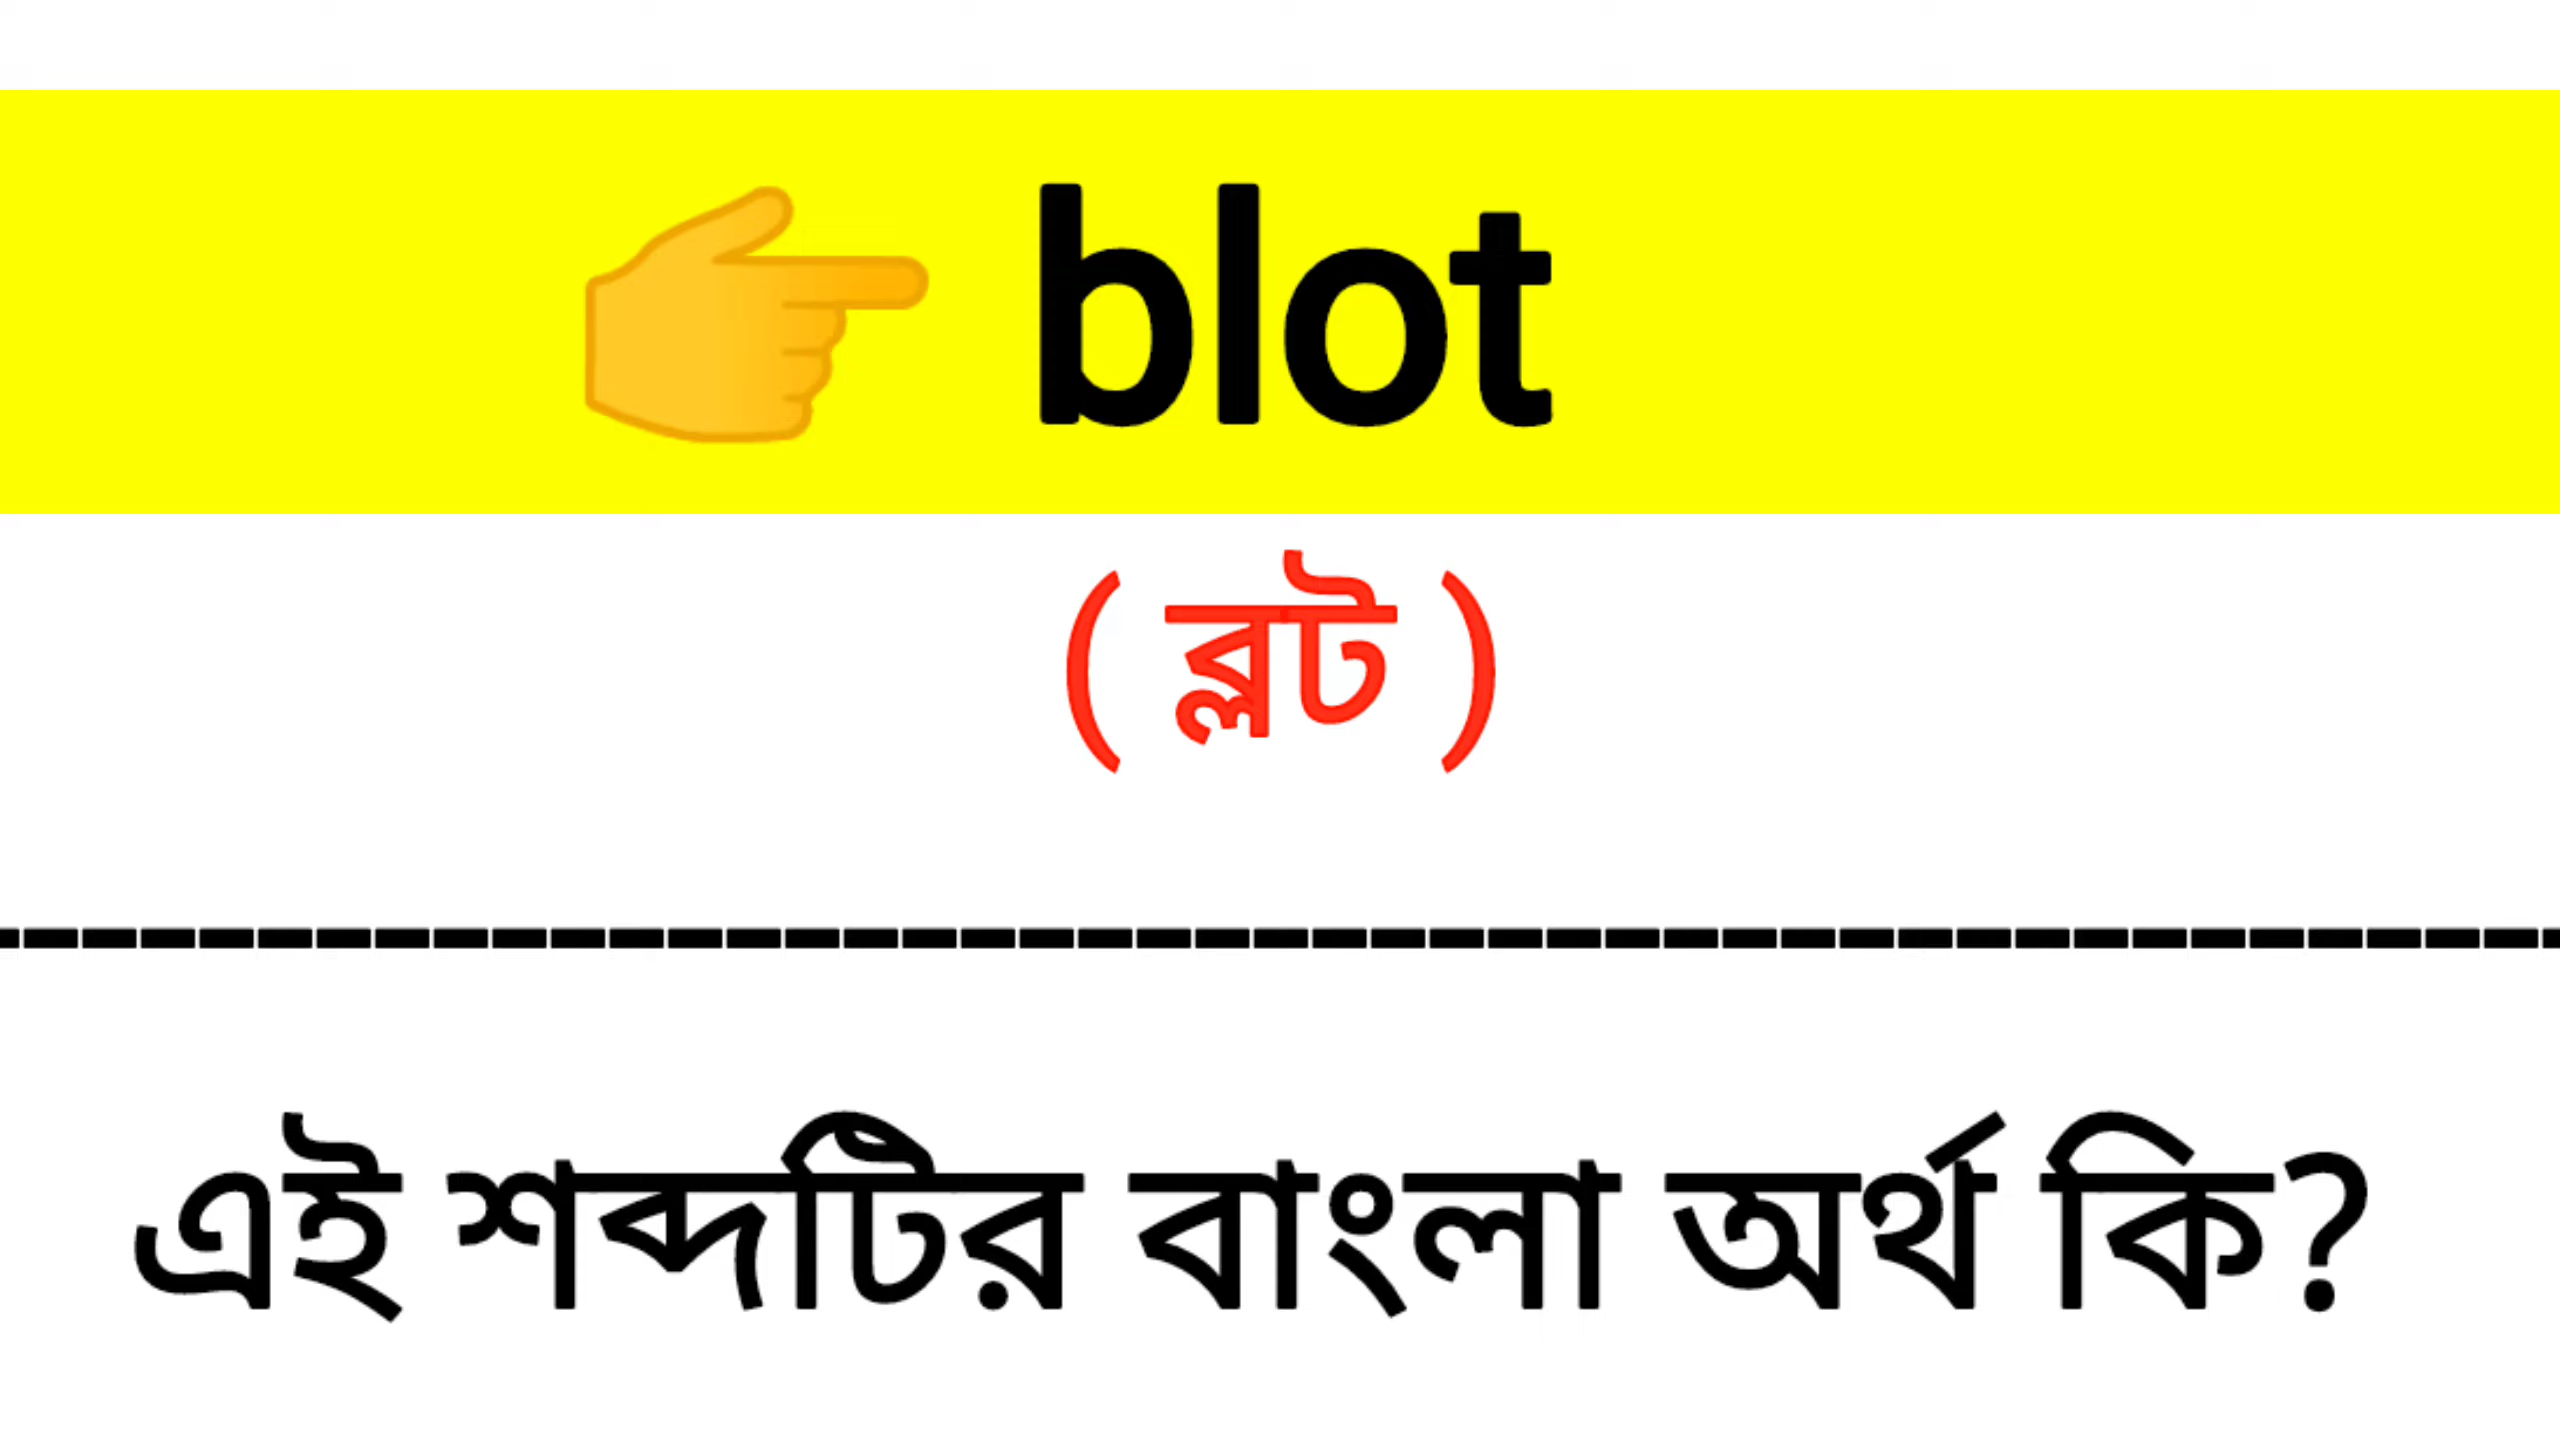 👉 blot
( ব্লট )
এই শব্দটির বাংলা অর্থ কি?